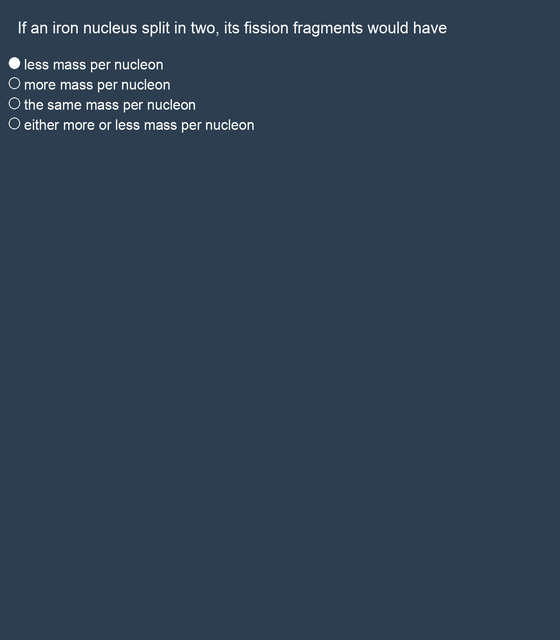 If an iron nucleus split in two, its fission fragments would have
less mass per nucleon
more mass per nucleon
the same mass per nucleon
either more or less mass per nucleon